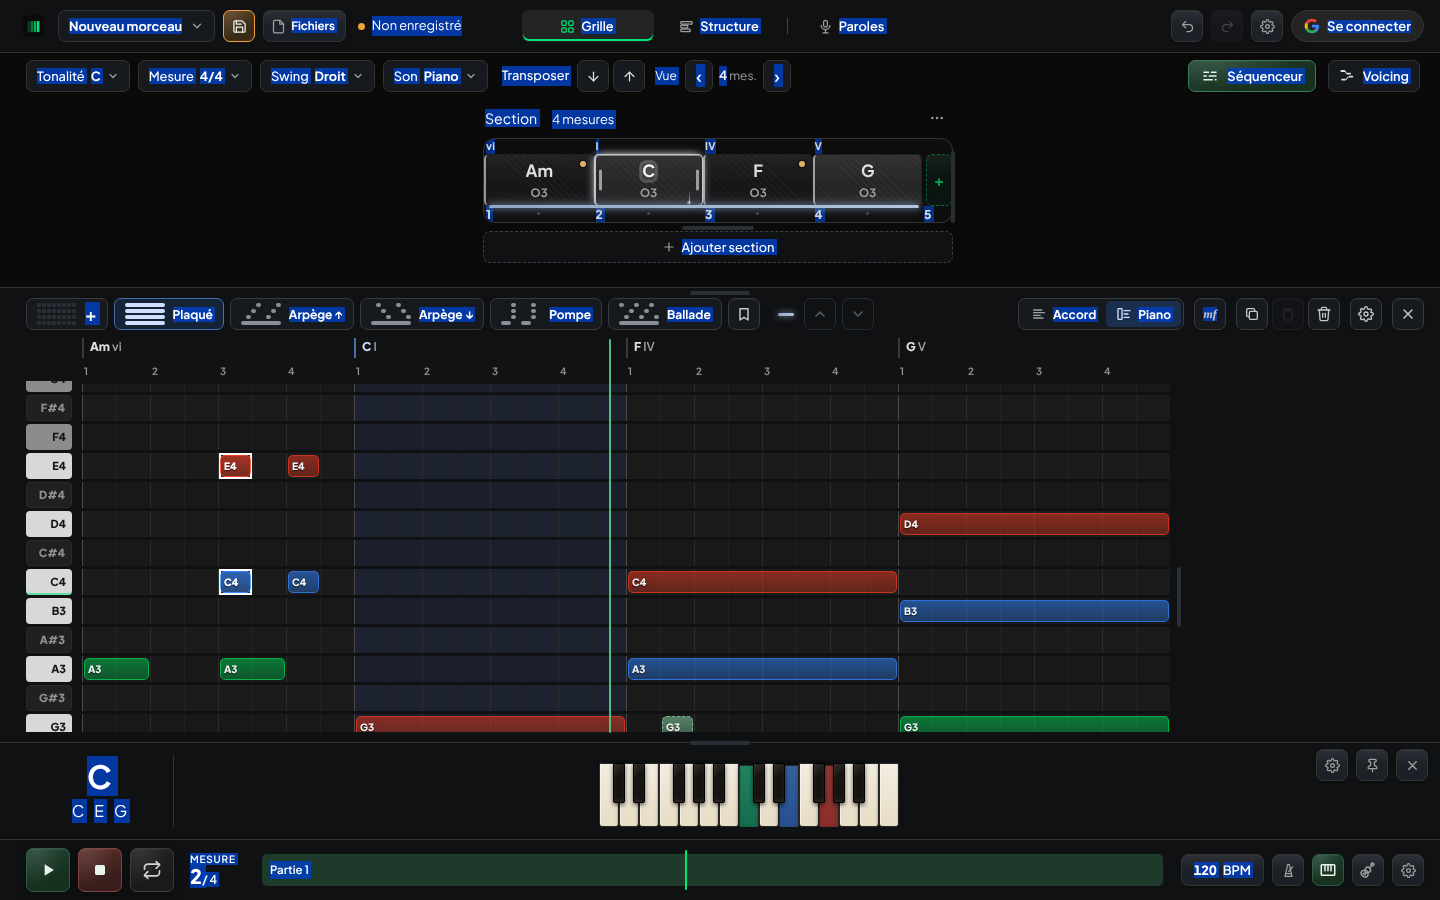 Nouveau morceau Fichiers Non enregistré Grille Structure Paroles Se connecter
Tonalité C Mesure 4/4 Swing Droit Son Piano Transposer Vue 4 mes. Séquenceur Voicing
Section 4 mesures
vi I IV V
Am C F G
O3 O3 O3 O3
+
1 2 3 4 5
+ Ajouter section
+ Plaqué Arpège ↑ Arpège ↓ Pompe Ballade Accord Piano mf
Am vi C I F IV G V
1 2 3 4 1 2 3 4 1 2 3 4 1 2 3 4
F#4
F4
E4 E4 E4
D#4
D4 D4
C#4
C4 C4 C4 C4
B3 B3
A#3
A3 A3 A3 A3
G#3
G3 G3 G3 G3
C
C E G
MESURE
2/4
Partie 1
120 BPM